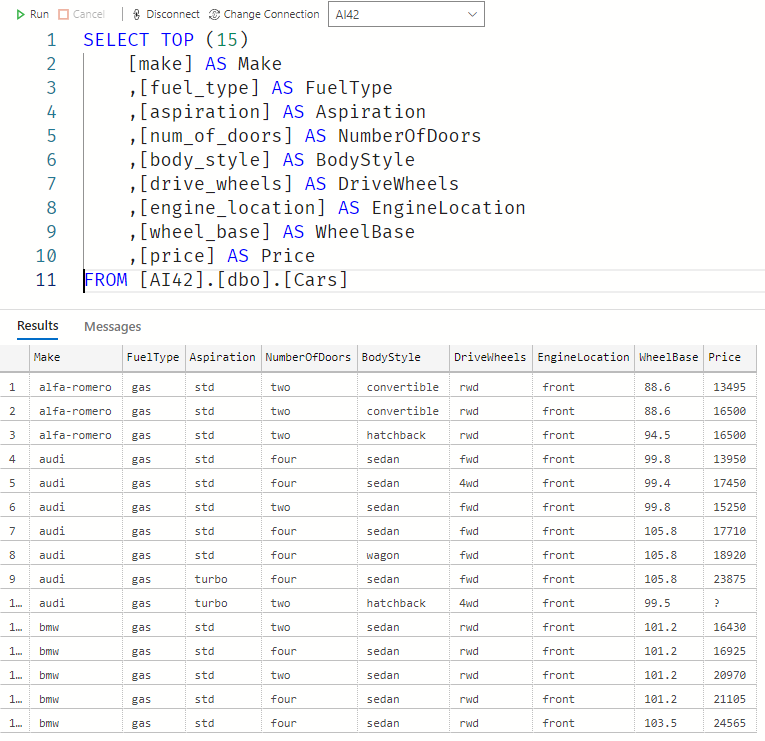 Run Cancel Disconnect Change Connection AI42
1 SELECT TOP (15)
2 [make] AS Make
3 ,[fuel_type] AS FuelType
4 ,[aspiration] AS Aspiration
5 ,[num_of_doors] AS NumberOfDoors
6 ,[body_style] AS BodyStyle
7 ,[drive_wheels] AS DriveWheels
8 ,[engine_location] AS EngineLocation
9 ,[wheel_base] AS WheelBase
10 ,[price] AS Price
11 FROM [AI42].[dbo].[Cars]
Results Messages
Make FuelType Aspiration NumberOfDoors BodyStyle DriveWheels EngineLocation WheelBase Price
1 alfa-romero gas std two convertible rwd front 88.6 13495
2 alfa-romero gas std two convertible rwd front 88.6 16500
3 alfa-romero gas std two hatchback rwd front 94.5 16500
4 audi gas std four sedan fwd front 99.8 13950
5 audi gas std four sedan 4wd front 99.4 17450
6 audi gas std two sedan fwd front 99.8 15250
7 audi gas std four sedan fwd front 105.8 17710
8 audi gas std four wagon fwd front 105.8 18920
9 audi gas turbo four sedan fwd front 105.8 23875
1… audi gas turbo two hatchback 4wd front 99.5 ?
1… bmw gas std two sedan rwd front 101.2 16430
1… bmw gas std four sedan rwd front 101.2 16925
1… bmw gas std two sedan rwd front 101.2 20970
1… bmw gas std four sedan rwd front 101.2 21105
1… bmw gas std four sedan rwd front 103.5 24565